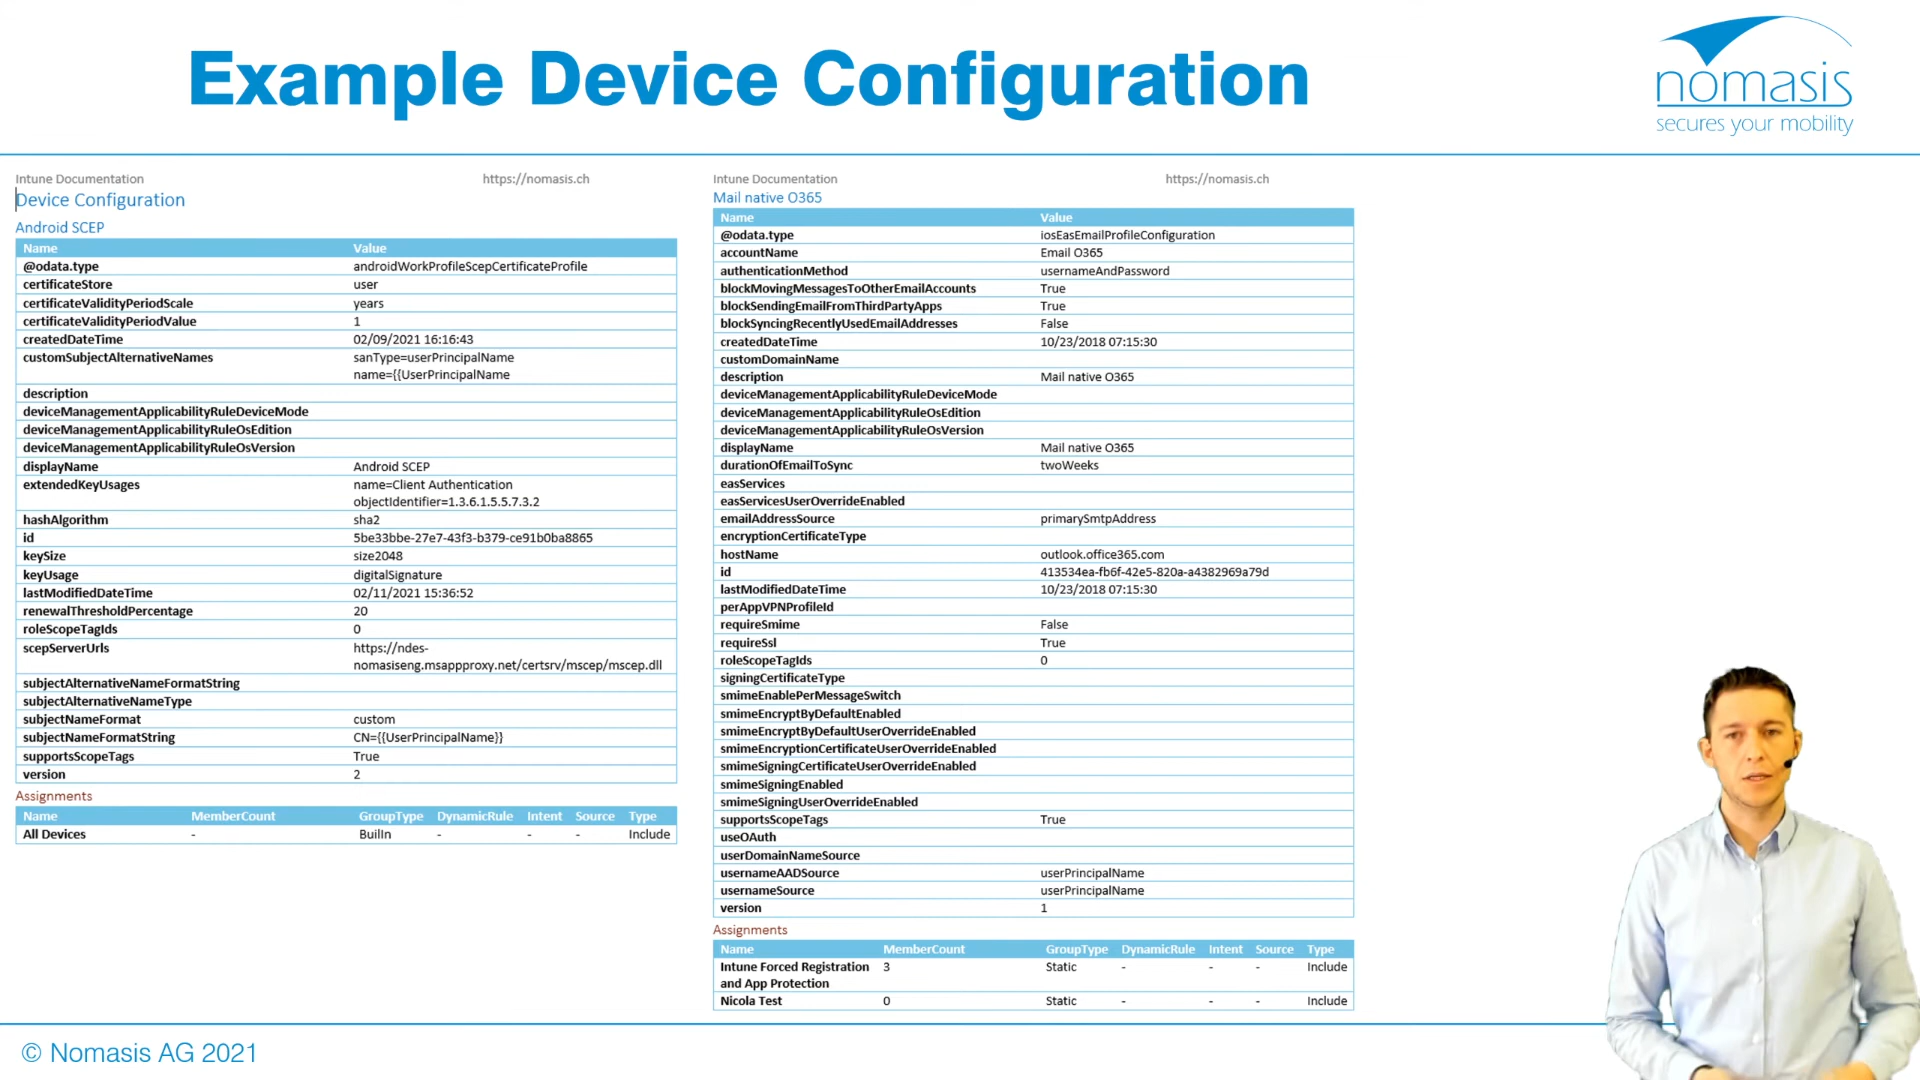 Example Device Configuration
nomasis
secures your mobility
Intune Documentation https://nomasis.ch
Device Configuration
Android SCEP
Name Value
@odata.type androidWorkProfileScepCertificateProfile
certificateStore user
certificateValidityPeriodScale years
certificateValidityPeriodValue 1
createdDateTime 02/09/2021 16:16:43
customSubjectAlternativeNames sanType=userPrincipalName
name={{UserPrincipalName
description
deviceManagementApplicabilityRuleDeviceMode
deviceManagementApplicabilityRuleOsEdition
deviceManagementApplicabilityRuleOsVersion
displayName Android SCEP
extendedKeyUsages name=Client Authentication
objectIdentifier=1.3.6.1.5.5.7.3.2
hashAlgorithm sha2
id 5be33bbe-27e7-43f3-b379-ce91b0ba8865
keySize size2048
keyUsage digitalSignature
lastModifiedDateTime 02/11/2021 15:36:52
renewalThresholdPercentage 20
roleScopeTagIds 0
scepServerUrls https://ndes-
nomasiseng.msappproxy.net/certsrv/mscep/mscep.dll
subjectAlternativeNameFormatString
subjectAlternativeNameType
subjectNameFormat custom
subjectNameFormatString CN={{UserPrincipalName}}
supportsScopeTags True
version 2
Assignments
Name MemberCount GroupType DynamicRule Intent Source Type
All Devices - BuilIn - - - Include
Intune Documentation https://nomasis.ch
Mail native O365
Name Value
@odata.type iosEasEmailProfileConfiguration
accountName Email O365
authenticationMethod usernameAndPassword
blockMovingMessagesToOtherEmailAccounts True
blockSendingEmailFromThirdPartyApps True
blockSyncingRecentlyUsedEmailAddresses False
createdDateTime 10/23/2018 07:15:30
customDomainName
description Mail native O365
deviceManagementApplicabilityRuleDeviceMode
deviceManagementApplicabilityRuleOsEdition
deviceManagementApplicabilityRuleOsVersion
displayName Mail native O365
durationOfEmailToSync twoWeeks
easServices
easServicesUserOverrideEnabled
emailAddressSource primarySmtpAddress
encryptionCertificateType
hostName outlook.office365.com
id 413534ea-fb6f-42e5-820a-a4382969a79d
lastModifiedDateTime 10/23/2018 07:15:30
perAppVPNProfileId
requireSmime False
requireSsl True
roleScopeTagIds 0
signingCertificateType
smimeEnablePerMessageSwitch
smimeEncryptByDefaultEnabled
smimeEncryptByDefaultUserOverrideEnabled
smimeEncryptionCertificateUserOverrideEnabled
smimeSigningCertificateUserOverrideEnabled
smimeSigningEnabled
smimeSigningUserOverrideEnabled
supportsScopeTags True
useOAuth
userDomainNameSource
usernameAADSource userPrincipalName
usernameSource userPrincipalName
version 1
Assignments
Name MemberCount GroupType DynamicRule Intent Source Type
Intune Forced Registration 3 Static - - - Include
and App Protection
Nicola Test 0 Static - - - Include
© Nomasis AG 2021